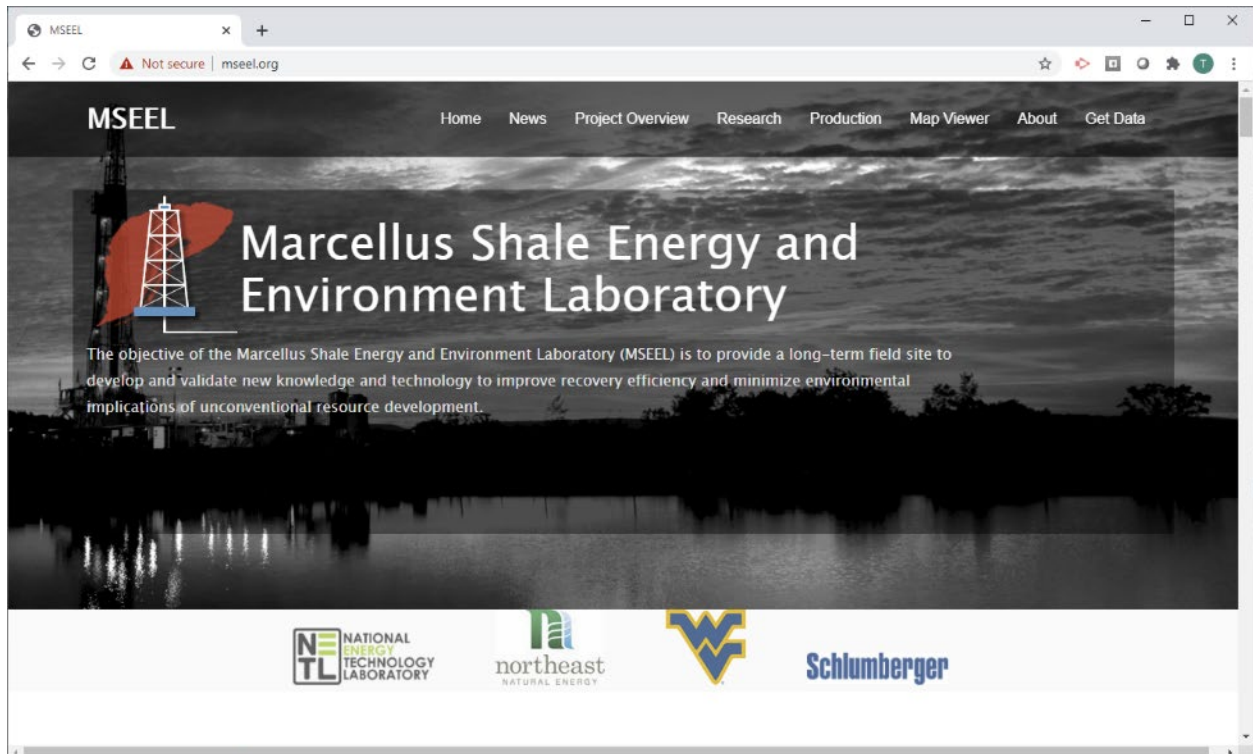 MSEEL
Not secure | mseel.org
T
MSEEL
Home News Project Overview Research Production Map Viewer About Get Data
Marcellus Shale Energy and
Environment Laboratory
The objective of the Marcellus Shale Energy and Environment Laboratory (MSEEL) is to provide a long-term field site to
develop and validate new knowledge and technology to improve recovery efficiency and minimize environmental
implications of unconventional resource development.
NE
TL
NATIONAL
ENERGY
TECHNOLOGY
LABORATORY
n
northeast
NATURAL ENERGY
WV
Schlumberger